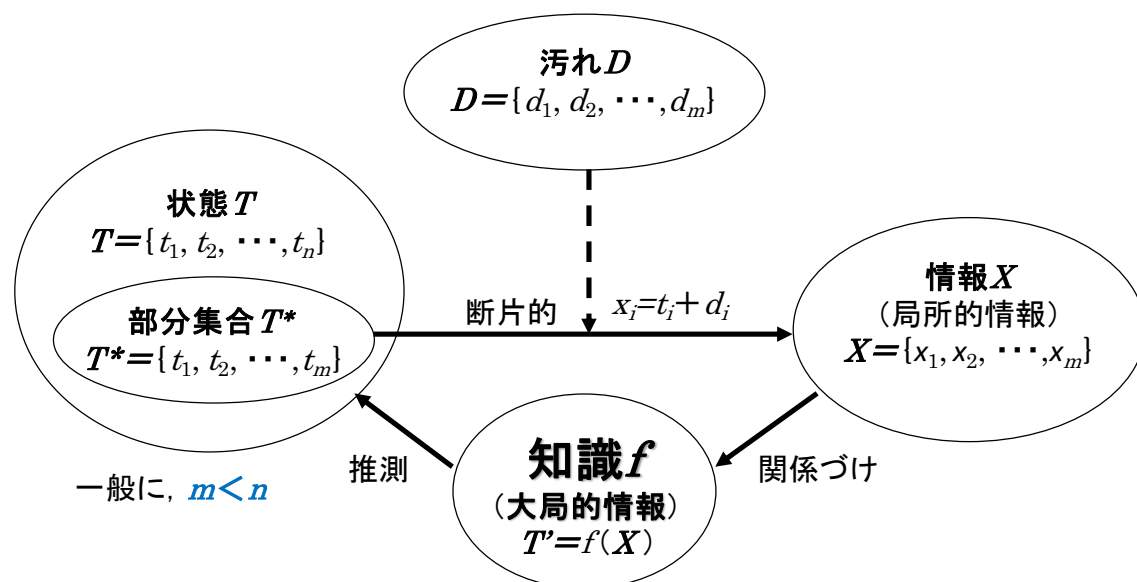 汚れD
D={d₁, d₂, ・・・,dₘ}
状態T
T={t₁, t₂, ・・・,tₙ}
部分集合T*
T*={t₁, t₂, ・・・,tₘ}
断片的
xᵢ=tᵢ+dᵢ
情報X
(局所的情報)
X={x₁, x₂, ・・・,xₘ}
一般に, m<n
推測
知識f
(大局的情報)
T’=f(X)
関係づけ